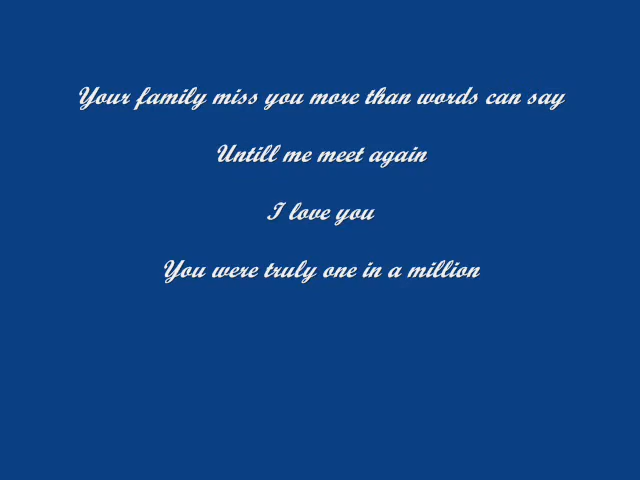 Your family miss you more than words can say
Untill me meet again
I love you
You were truly one in a million